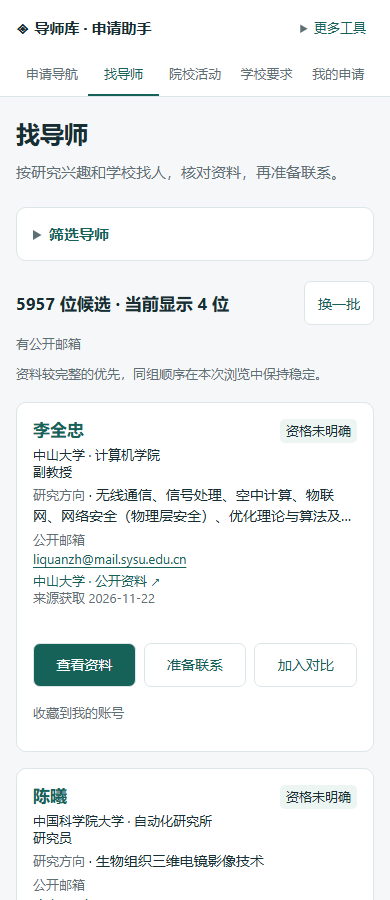 ◈ 导师库 · 申请助手
▶ 更多工具
申请导航 找导师 院校活动 学校要求 我的申请
找导师
按研究兴趣和学校找人，核对资料，再准备联系。
▶ 筛选导师
5957 位候选 · 当前显示 4 位
换一批
有公开邮箱
资料较完整的优先，同组顺序在本次浏览中保持稳定。
李全忠
资格未明确
中山大学 · 计算机学院
副教授
研究方向 · 无线通信、信号处理、空中计算、物联
网、网络安全（物理层安全）、优化理论与算法及…
公开邮箱
liquanzh@mail.sysu.edu.cn
中山大学 · 公开资料 ↗
来源获取 2026-11-22
查看资料 准备联系 加入对比
收藏到我的账号
陈曦
资格未明确
中国科学院大学 · 自动化研究所
研究员
研究方向 · 生物组织三维电镜影像技术
公开邮箱